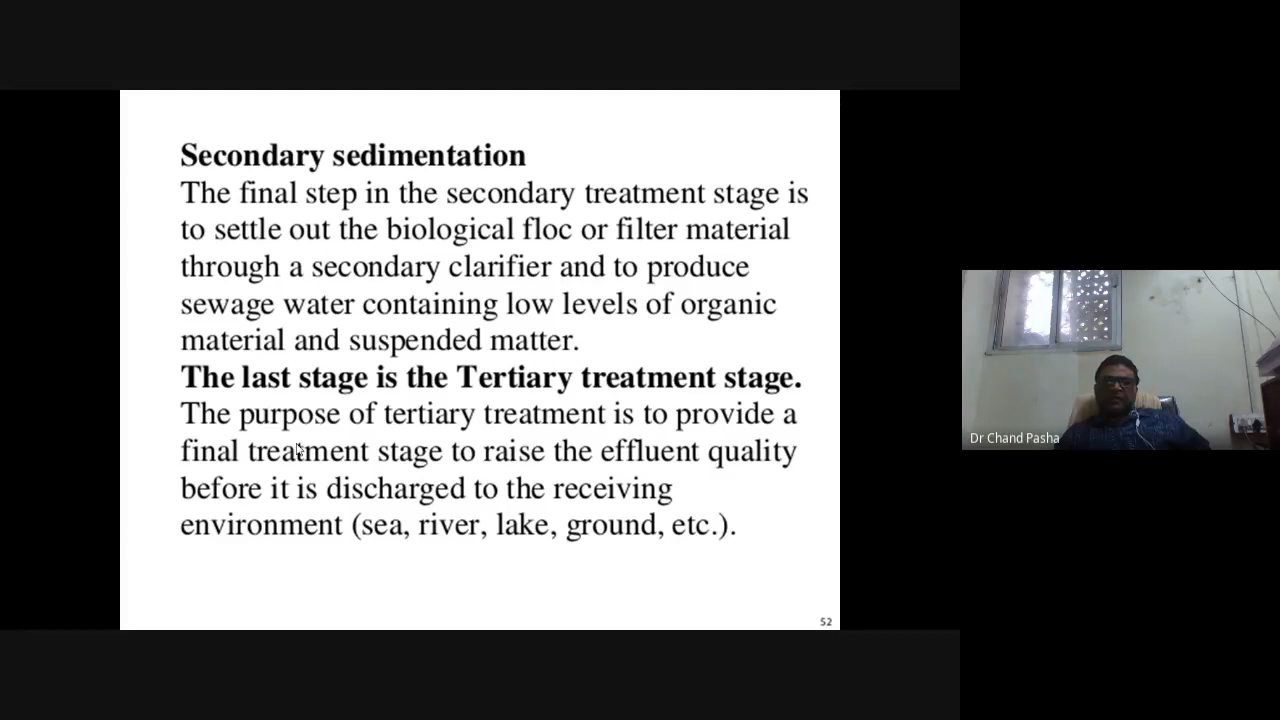 Secondary sedimentation
The final step in the secondary treatment stage is
to settle out the biological floc or filter material
through a secondary clarifier and to produce
sewage water containing low levels of organic
material and suspended matter.
The last stage is the Tertiary treatment stage.
The purpose of tertiary treatment is to provide a
final treatment stage to raise the effluent quality
before it is discharged to the receiving
environment (sea, river, lake, ground, etc.).
52
Dr Chand Pasha